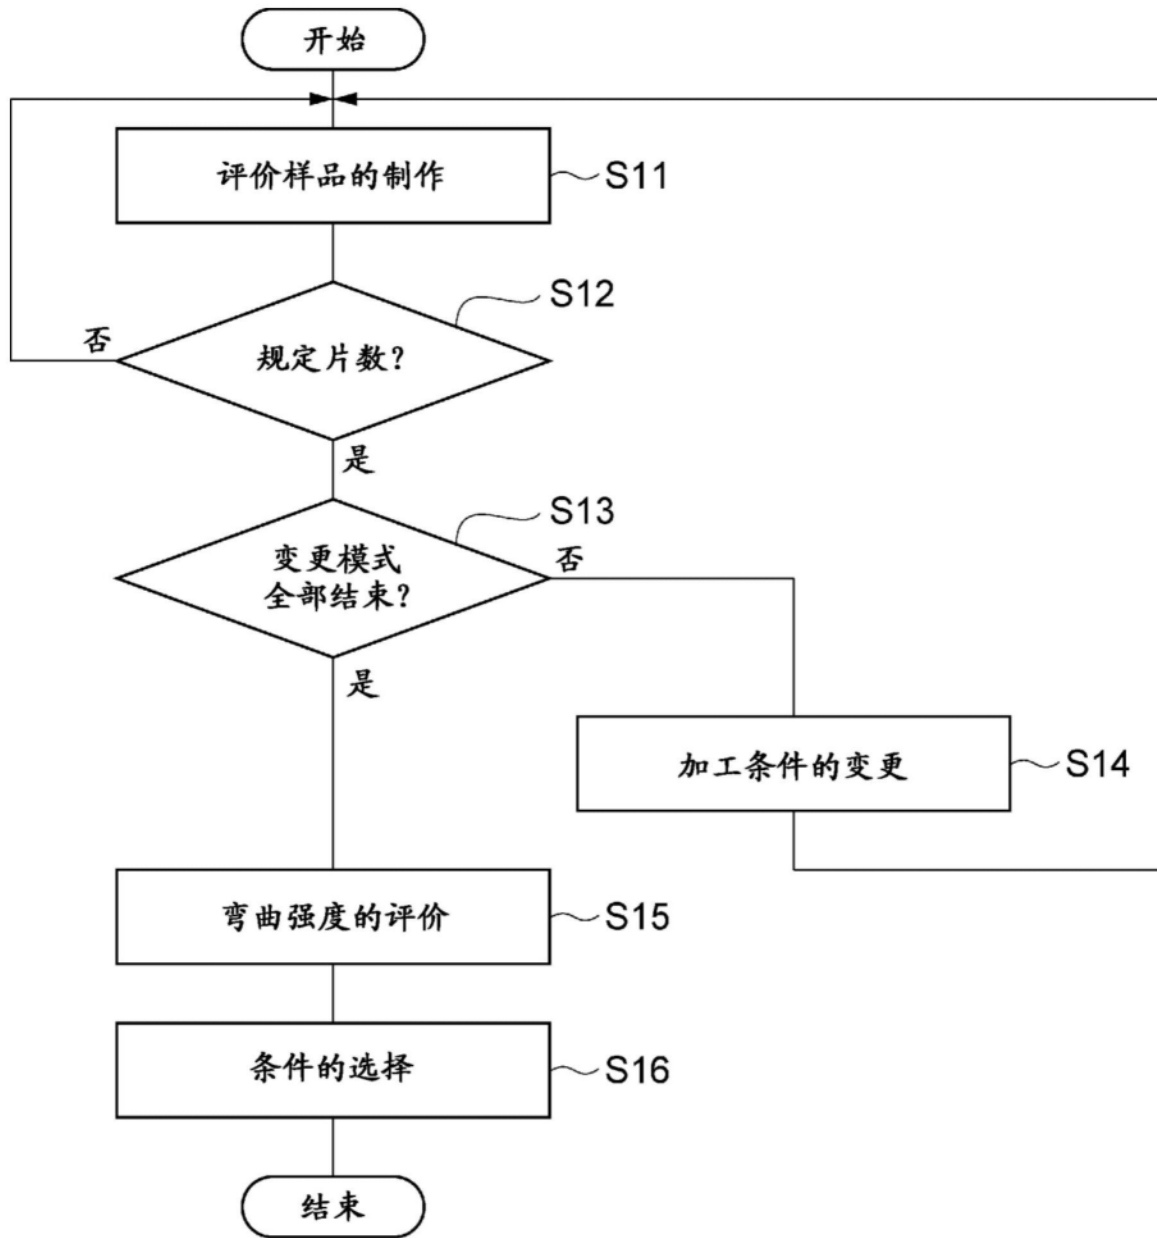 开始
评价样品的制作
S11
S12
否
规定片数?
是
S13
变更模式
全部结束?
否
是
加工条件的变更
S14
弯曲强度的评价
S15
条件的选择
S16
结束